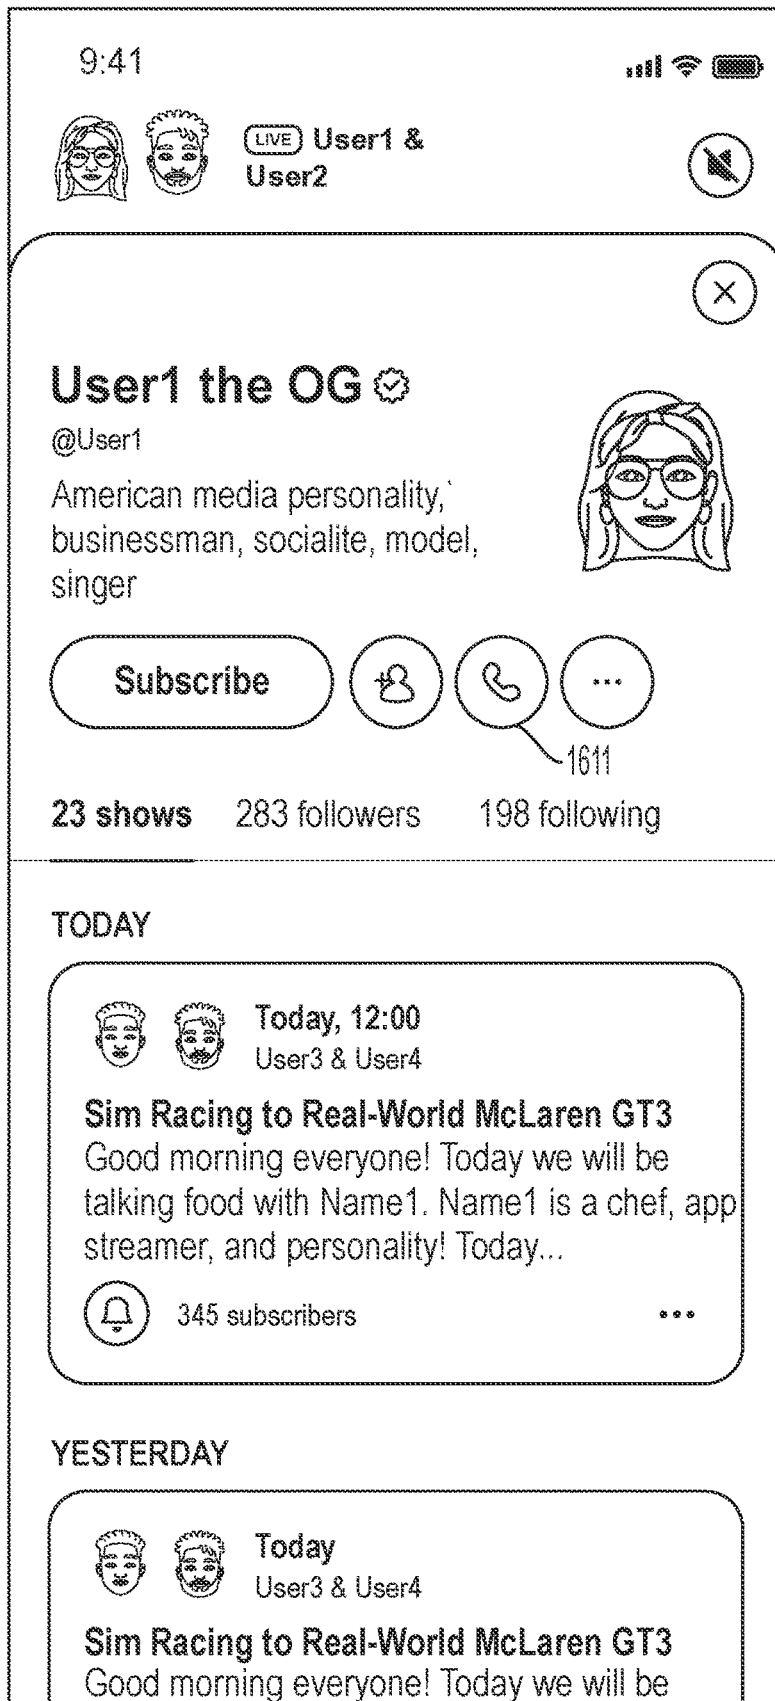 9:41
LIVE User1 &
User2
User1 the OG
@User1
American media personality,`
businessman, socialite, model,
singer
Subscribe
1611
23 shows 283 followers 198 following
TODAY
Today, 12:00
User3 & User4
Sim Racing to Real-World McLaren GT3
Good morning everyone! Today we will be
talking food with Name1. Name1 is a chef, app
streamer, and personality! Today...
345 subscribers
YESTERDAY
Today
User3 & User4
Sim Racing to Real-World McLaren GT3
Good morning everyone! Today we will be